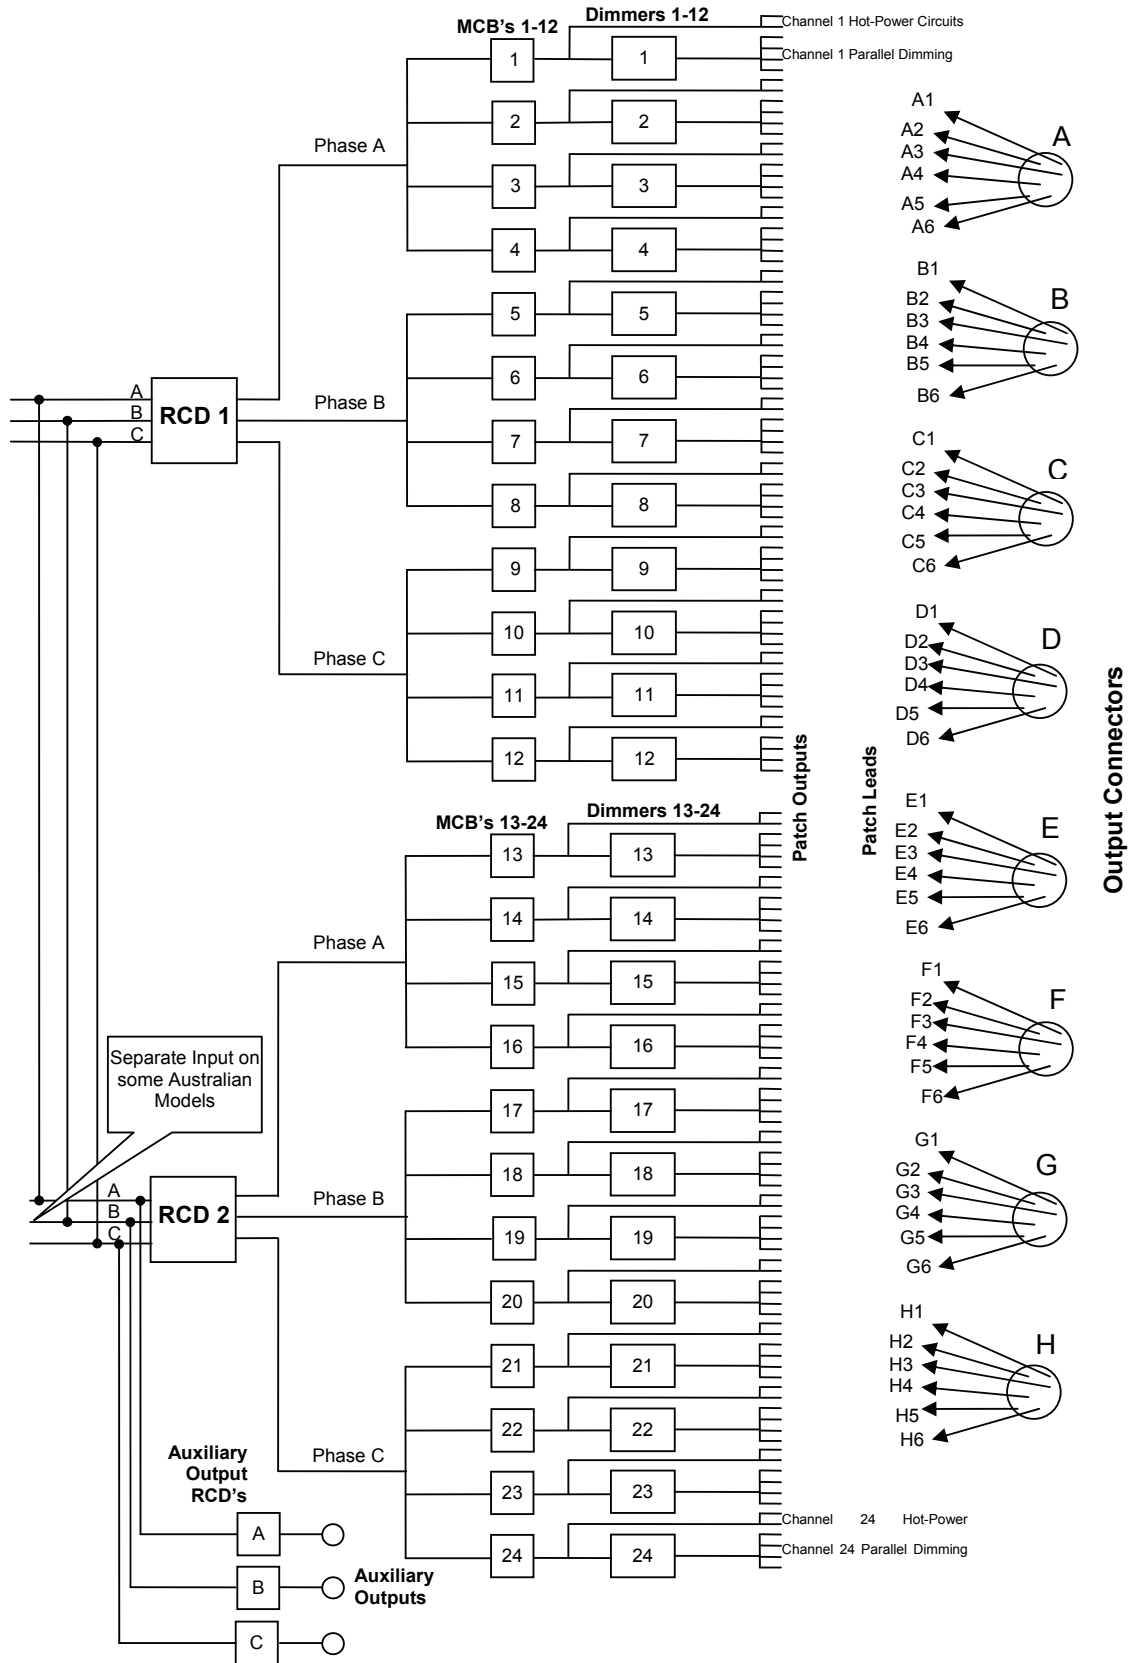 MCB's 1-12
Dimmers 1-12
Channel 1 Hot-Power Circuits
Channel 1 Parallel Dimming
1 1
2 2
Phase A
3 3
4 4
5 5
6 6
Phase B
7 7
8 8
9 9
10 10
Phase C
11 11
12 12
A
B
C
RCD 1
MCB's 13-24
Dimmers 13-24
13 13
14 14
Phase A
15 15
16 16
17 17
18 18
Phase B
19 19
20 20
21 21
22 22
Phase C
23 23
24 24
Channel 24 Hot-Power
Channel 24 Parallel Dimming
Separate Input on
some Australian
Models
A
B
C
RCD 2
Auxiliary
Output
RCD's
A
B
C
Auxiliary
Outputs
Patch Outputs
Patch Leads
Output Connectors
A1
A2
A3
A4
A5
A6
A
B1
B2
B3
B4
B5
B6
B
C1
C2
C3
C4
C5
C6
C
D1
D2
D3
D4
D5
D6
D
E1
E2
E3
E4
E5
E6
E
F1
F2
F3
F4
F5
F6
F
G1
G2
G3
G4
G5
G6
G
H1
H2
H3
H4
H5
H6
H